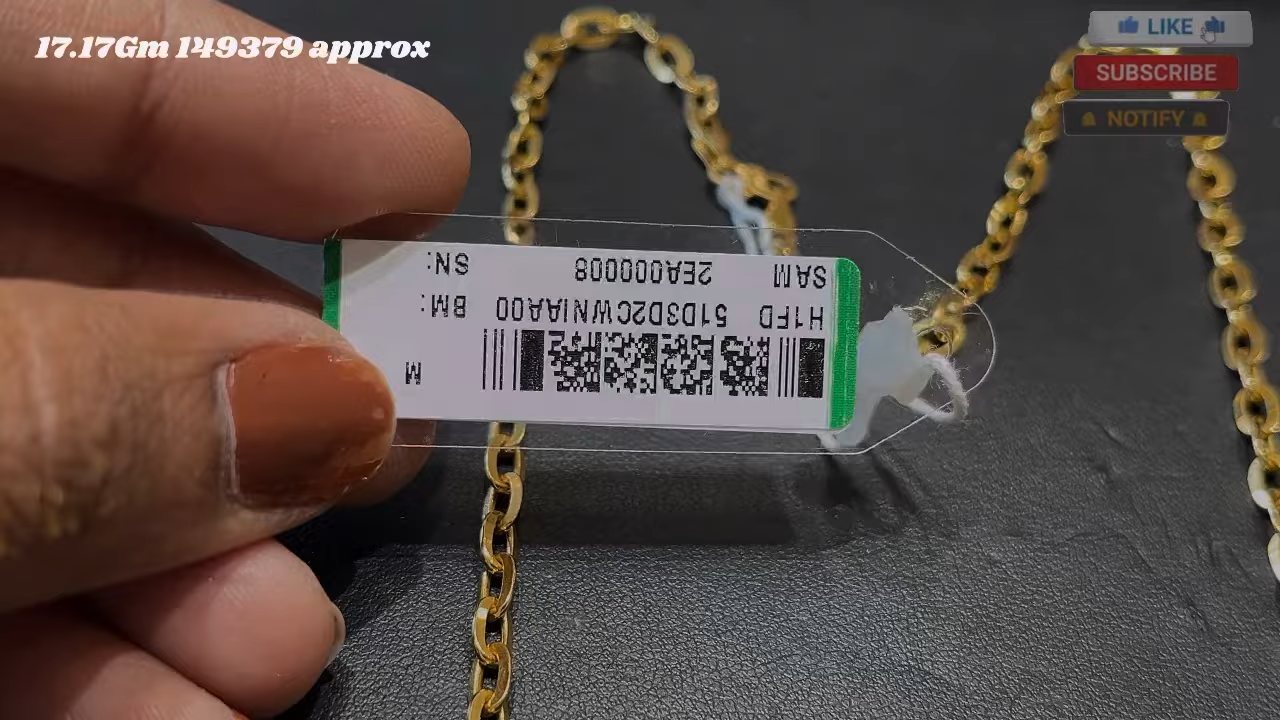 17.17Gm 149379 approx
LIKE
SUBSCRIBE
NOTIFY
M
H1FD 51D3D2CWNIAA00 BM:
SAM 2EA000008 SN: